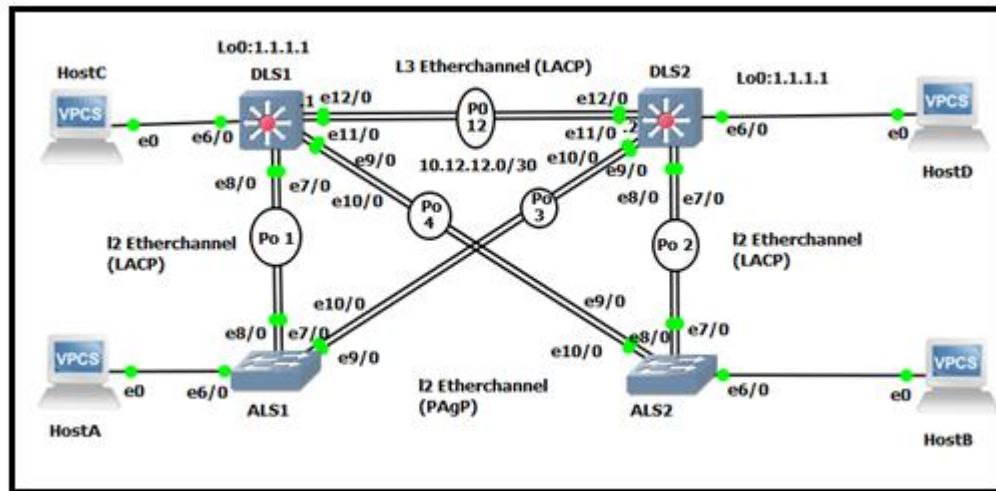 Lo0:1.1.1.1
HostC
DLS1
L3 Etherchannel (LACP)
DLS2
Lo0:1.1.1.1
VPCS
e0
e6/0
.1
e12/0
P0
12
e12/0
e11/0
e11/0
.2
e6/0
e0
VPCS
HostD
e9/0
10.12.12.0/30
e10/0
e9/0
e8/0
e7/0
e10/0
Po
4
Po
3
e8/0
e7/0
l2 Etherchannel
(LACP)
Po 1
Po 2
l2 Etherchannel
(LACP)
e10/0
e9/0
e8/0
e7/0
e8/0
e7/0
VPCS
e0
e6/0
e9/0
e10/0
VPCS
ALS1
l2 Etherchannel
(PAgP)
ALS2
e6/0
e0
HostA
HostB